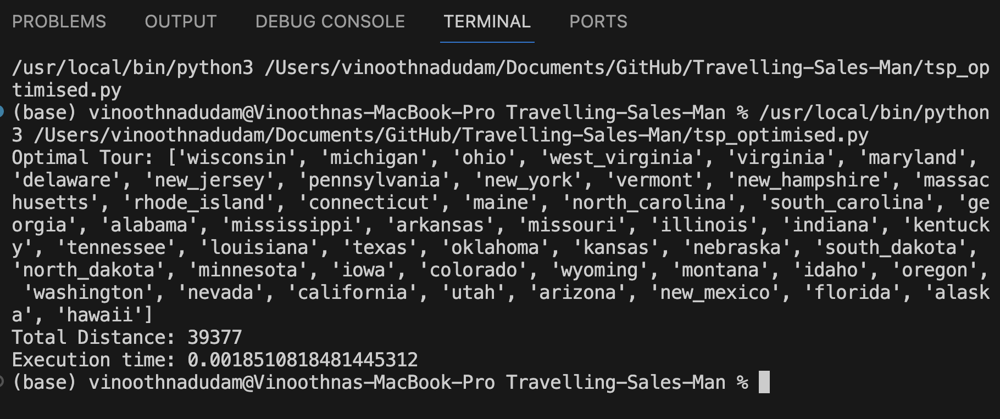 PROBLEMS OUTPUT DEBUG CONSOLE TERMINAL PORTS
/usr/local/bin/python3 /Users/vinoothnadudam/Documents/GitHub/Travelling-Sales-Man/tsp_op
timised.py
(base) vinoothnadudam@Vinoothnas-MacBook-Pro Travelling-Sales-Man % /usr/local/bin/python
3 /Users/vinoothnadudam/Documents/GitHub/Travelling-Sales-Man/tsp_optimised.py
Optimal Tour: ['wisconsin', 'michigan', 'ohio', 'west_virginia', 'virginia', 'maryland',
'delaware', 'new_jersey', 'pennsylvania', 'new_york', 'vermont', 'new_hampshire', 'massac
husetts', 'rhode_island', 'connecticut', 'maine', 'north_carolina', 'south_carolina', 'ge
orgia', 'alabama', 'mississippi', 'arkansas', 'missouri', 'illinois', 'indiana', 'kentuck
y', 'tennessee', 'louisiana', 'texas', 'oklahoma', 'kansas', 'nebraska', 'south_dakota',
'north_dakota', 'minnesota', 'iowa', 'colorado', 'wyoming', 'montana', 'idaho', 'oregon',
'washington', 'nevada', 'california', 'utah', 'arizona', 'new_mexico', 'florida', 'alask
a', 'hawaii']
Total Distance: 39377
Execution time: 0.0018510818481445312
(base) vinoothnadudam@Vinoothnas-MacBook-Pro Travelling-Sales-Man %